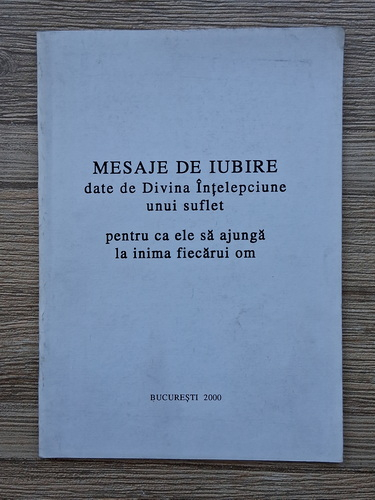 MESAJE DE IUBIRE
date de Divina Înţelepciune
unui suflet
pentru ca ele să ajungă
la inima fiecărui om
BUCUREŞTI 2000